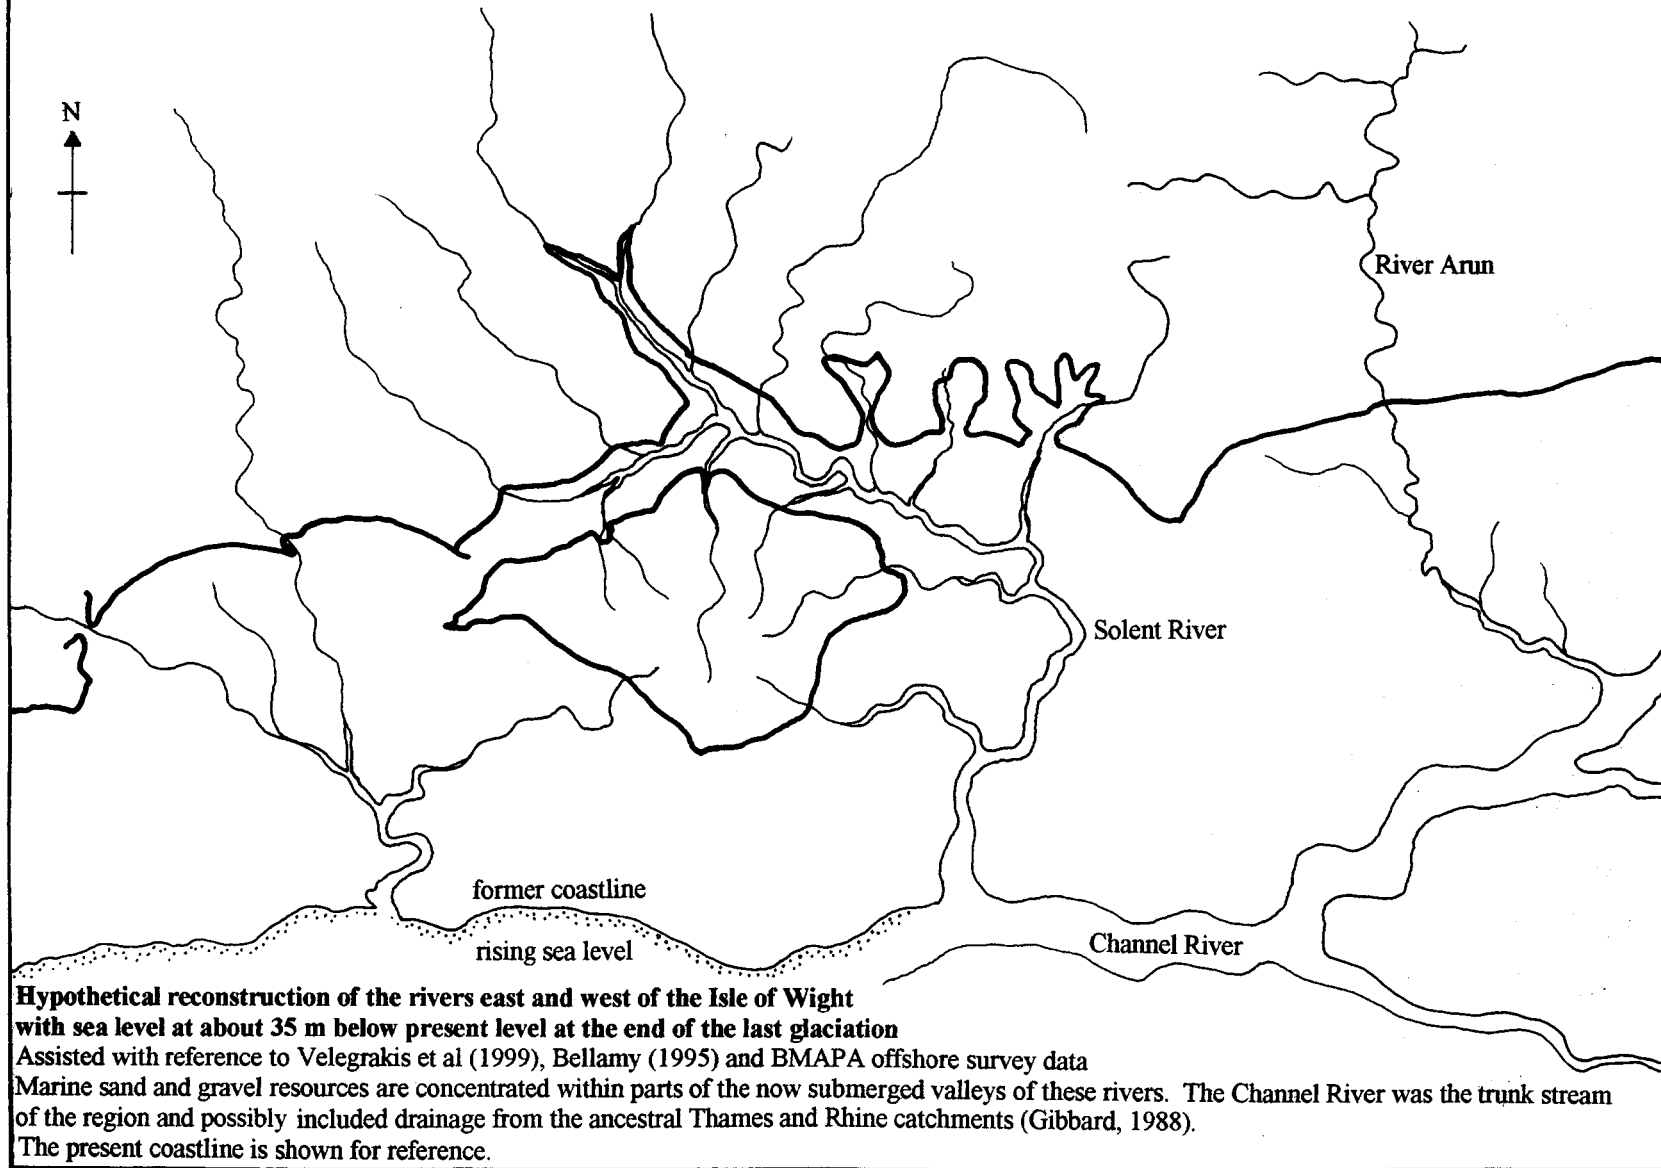 N
River Arun
Solent River
former coastline
rising sea level
Channel River
Hypothetical reconstruction of the rivers east and west of the Isle of Wight
with sea level at about 35 m below present level at the end of the last glaciation
Assisted with reference to Velegrakis et al (1999), Bellamy (1995) and BMAPA offshore survey data
Marine sand and gravel resources are concentrated within parts of the now submerged valleys of these rivers. The Channel River was the trunk stream
of the region and possibly included drainage from the ancestral Thames and Rhine catchments (Gibbard, 1988).
The present coastline is shown for reference.